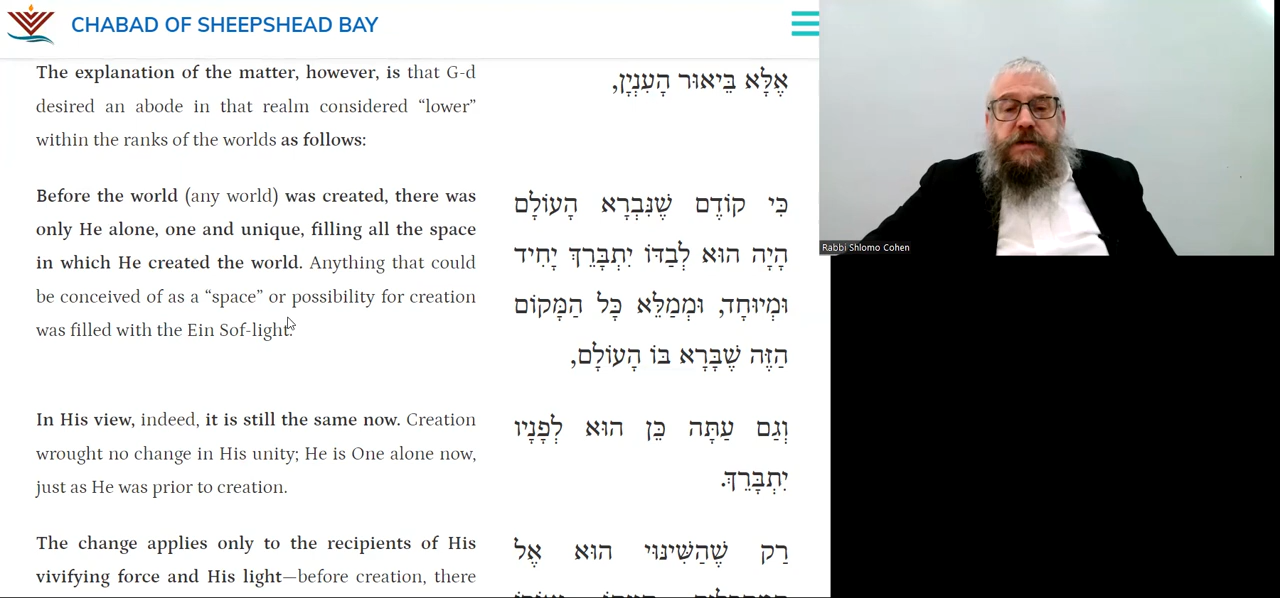 CHABAD OF SHEEPSHEAD BAY
The explanation of the matter, however, is that G-d
desired an abode in that realm considered “lower”
within the ranks of the worlds as follows:
אֶלָּא בֵּיאוּר הָעִנְיָן,
Before the world (any world) was created, there was
only He alone, one and unique, filling all the space
in which He created the world. Anything that could
be conceived of as a “space” or possibility for creation
was filled with the Ein Sof-light.
כִּי קוֹדֶם שֶׁנִּבְרָא הָעוֹלָם
הָיָה הוּא לְבַדּוֹ יִתְבָּרֵךְ יָחִיד
וּמְיוּחָד, וּמְמַלֵּא כָּל הַמָּקוֹם
הַזֶּה שֶׁבָּרָא בּוֹ הָעוֹלָם,
In His view, indeed, it is still the same now. Creation
wrought no change in His unity; He is One alone now,
just as He was prior to creation.
וְגַם עַתָּה כֵּן הוּא לְפָנָיו
יִתְבָּרֵךְ.
The change applies only to the recipients of His
vivifying force and His light—before creation, there
רַק שֶׁהַשִּׁינּוּי הוּא אֶל
Rabbi Shlomo Cohen